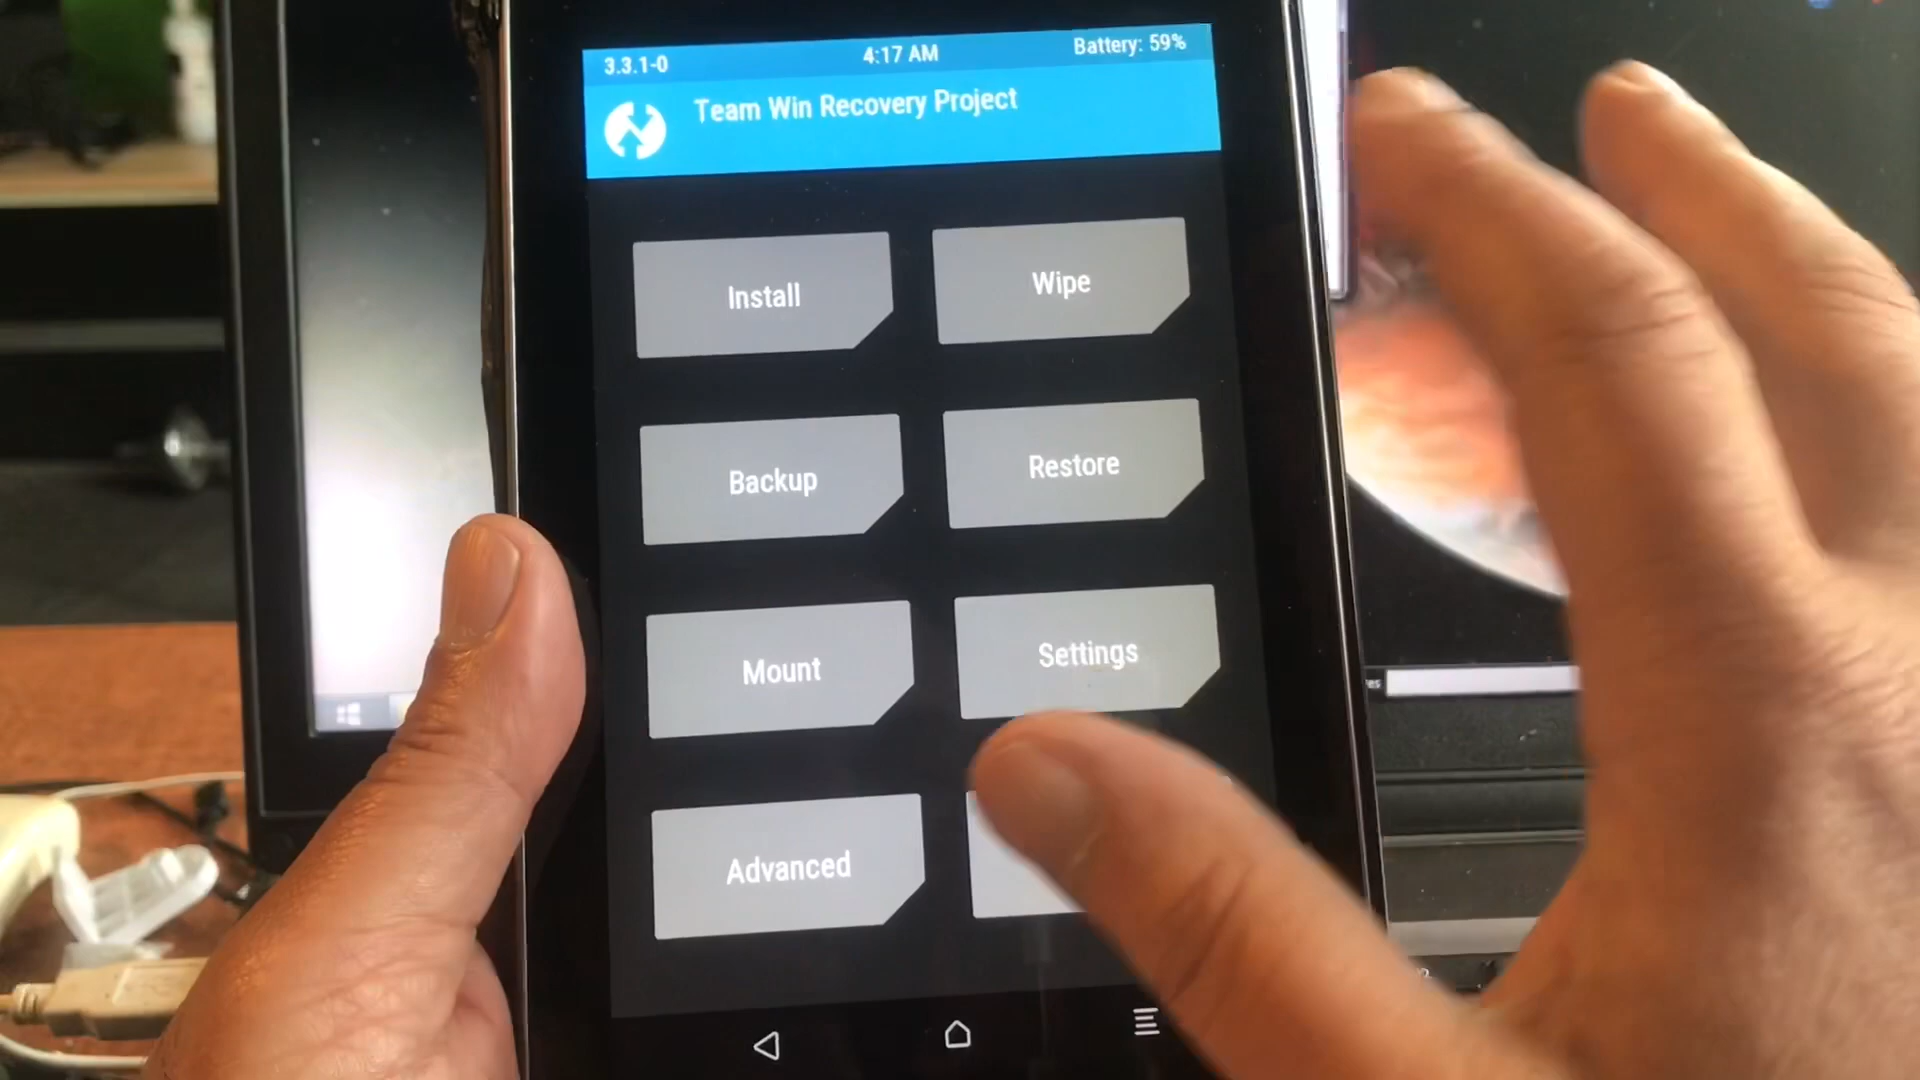 3.3.1-0
4:17 AM
Battery: 59%
Team Win Recovery Project
Install
Wipe
Backup
Restore
Mount
Settings
Advanced